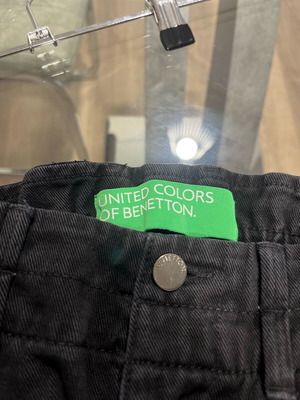 UNITED COLORS
OF BENETTON.